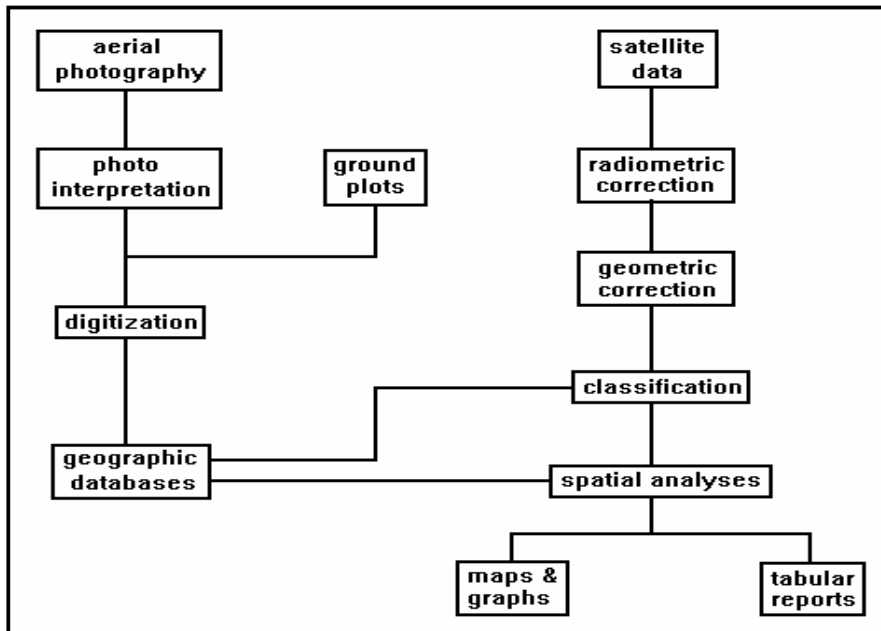 aerial
photography
satellite
data
photo
interpretation
ground
plots
radiometric
correction
geometric
correction
digitization
classification
geographic
databases
spatial analyses
maps &
graphs
tabular
reports